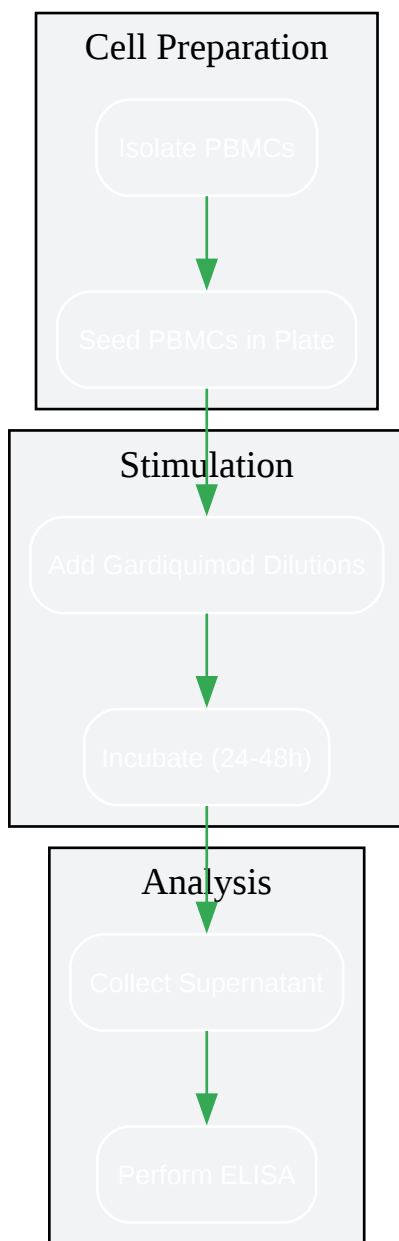 Cell Preparation
Isolate PBMCs
Seed PBMCs in Plate
Stimulation
Add Gardiquimod Dilutions
Incubate (24-48h)
Analysis
Collect Supernatant
Perform ELISA